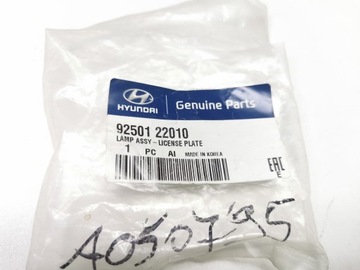 HYUNDAI
Genuine Parts
92501 22010
LAMP ASSY - LICENSE PLATE
1 PC AI MADE IN KOREA
EAC
A050795